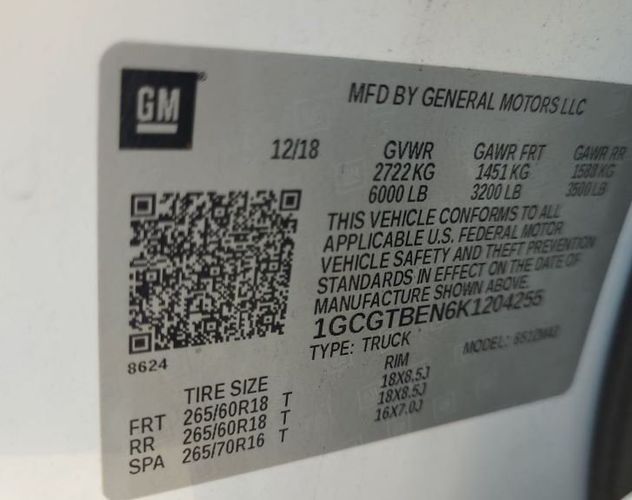 GM
MFD BY GENERAL MOTORS LLC
12/18 GVWR GAWR FRT GAWR RR
2722 KG 1451 KG 1588 KG
6000 LB 3200 LB 3500 LB
THIS VEHICLE CONFORMS TO ALL
APPLICABLE U.S. FEDERAL MOTOR
VEHICLE SAFETY AND THEFT PREVENTION
STANDARDS IN EFFECT ON THE DATE OF
MANUFACTURE SHOWN ABOVE.
1GCGTBEN6K1204255
TYPE: TRUCK MODEL:
8624
TIRE SIZE RIM
FRT 265/60R18 T 18X8.5J
RR 265/60R18 T 18X8.5J
SPA 265/70R16 T 16X7.0J